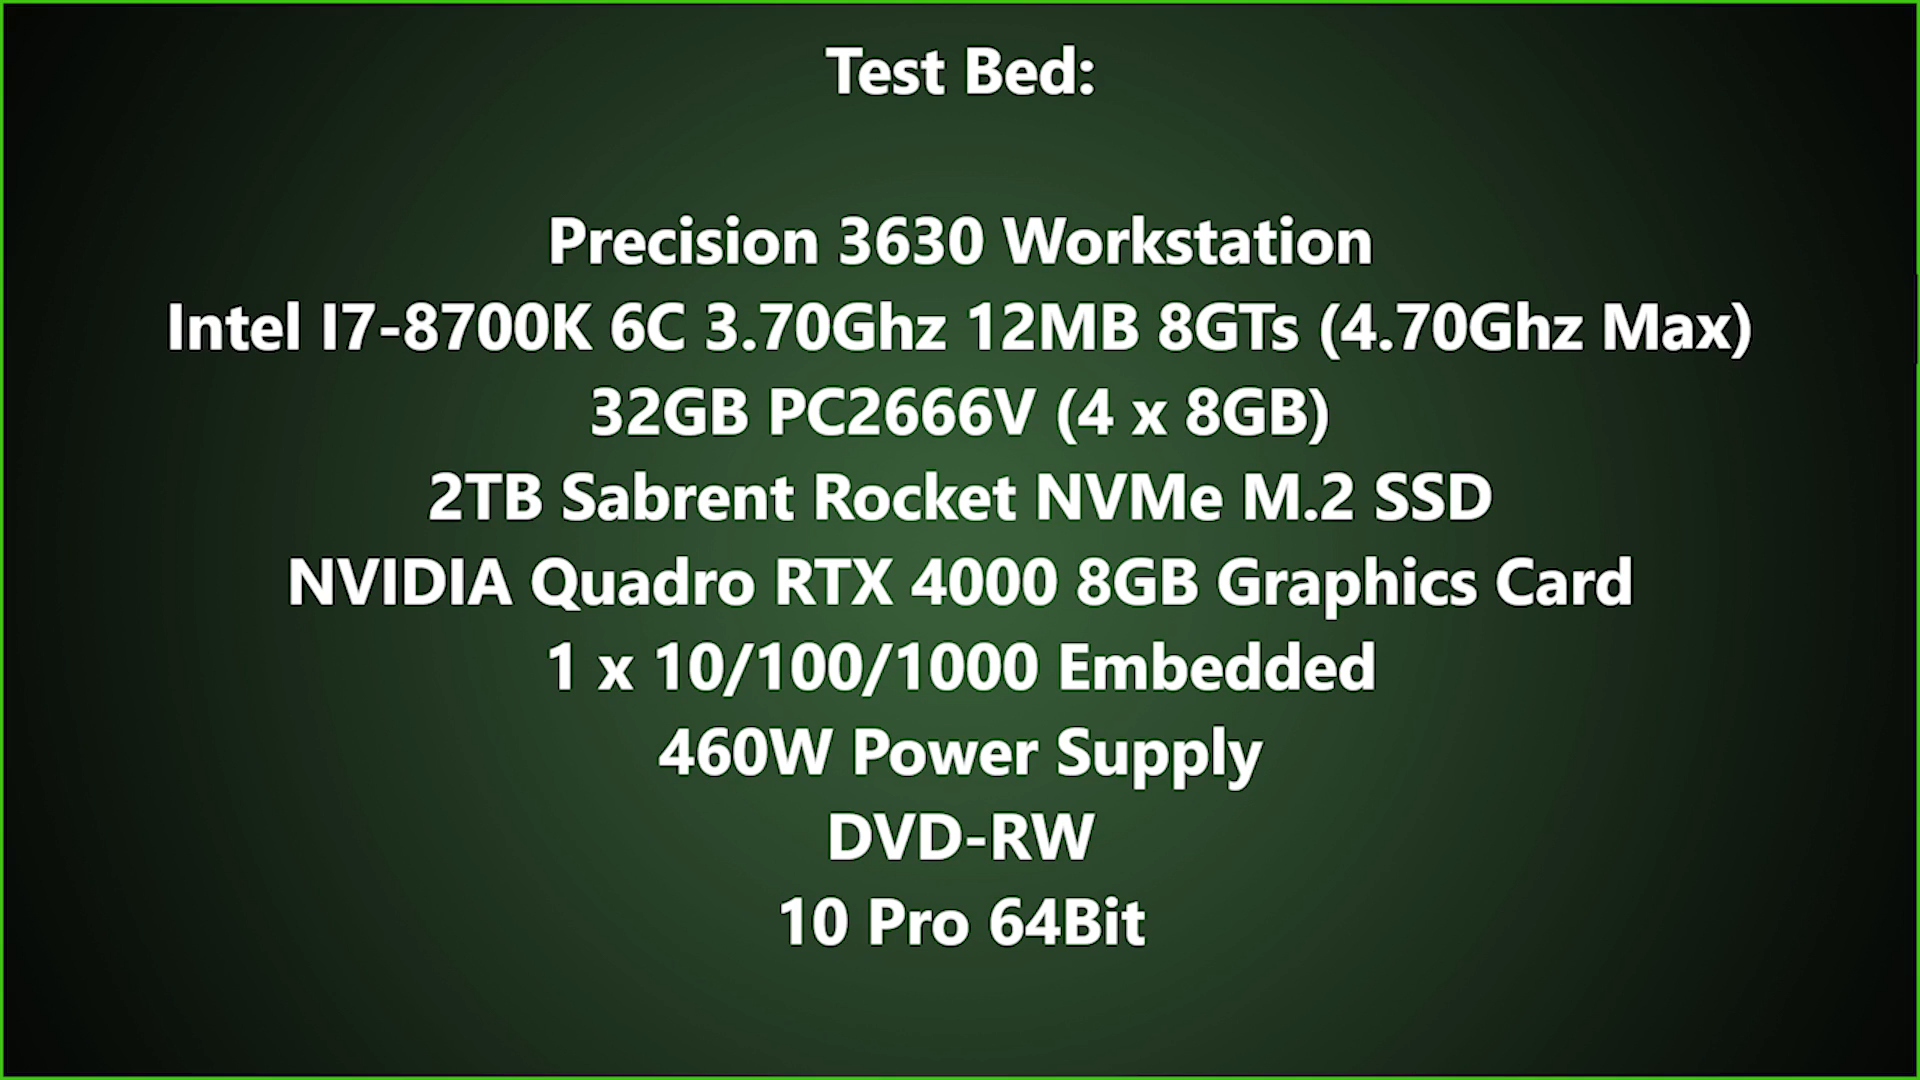 Test Bed:
Precision 3630 Workstation
Intel I7-8700K 6C 3.70Ghz 12MB 8GTs (4.70Ghz Max)
32GB PC2666V (4 x 8GB)
2TB Sabrent Rocket NVMe M.2 SSD
NVIDIA Quadro RTX 4000 8GB Graphics Card
1 x 10/100/1000 Embedded
460W Power Supply
DVD-RW
10 Pro 64Bit